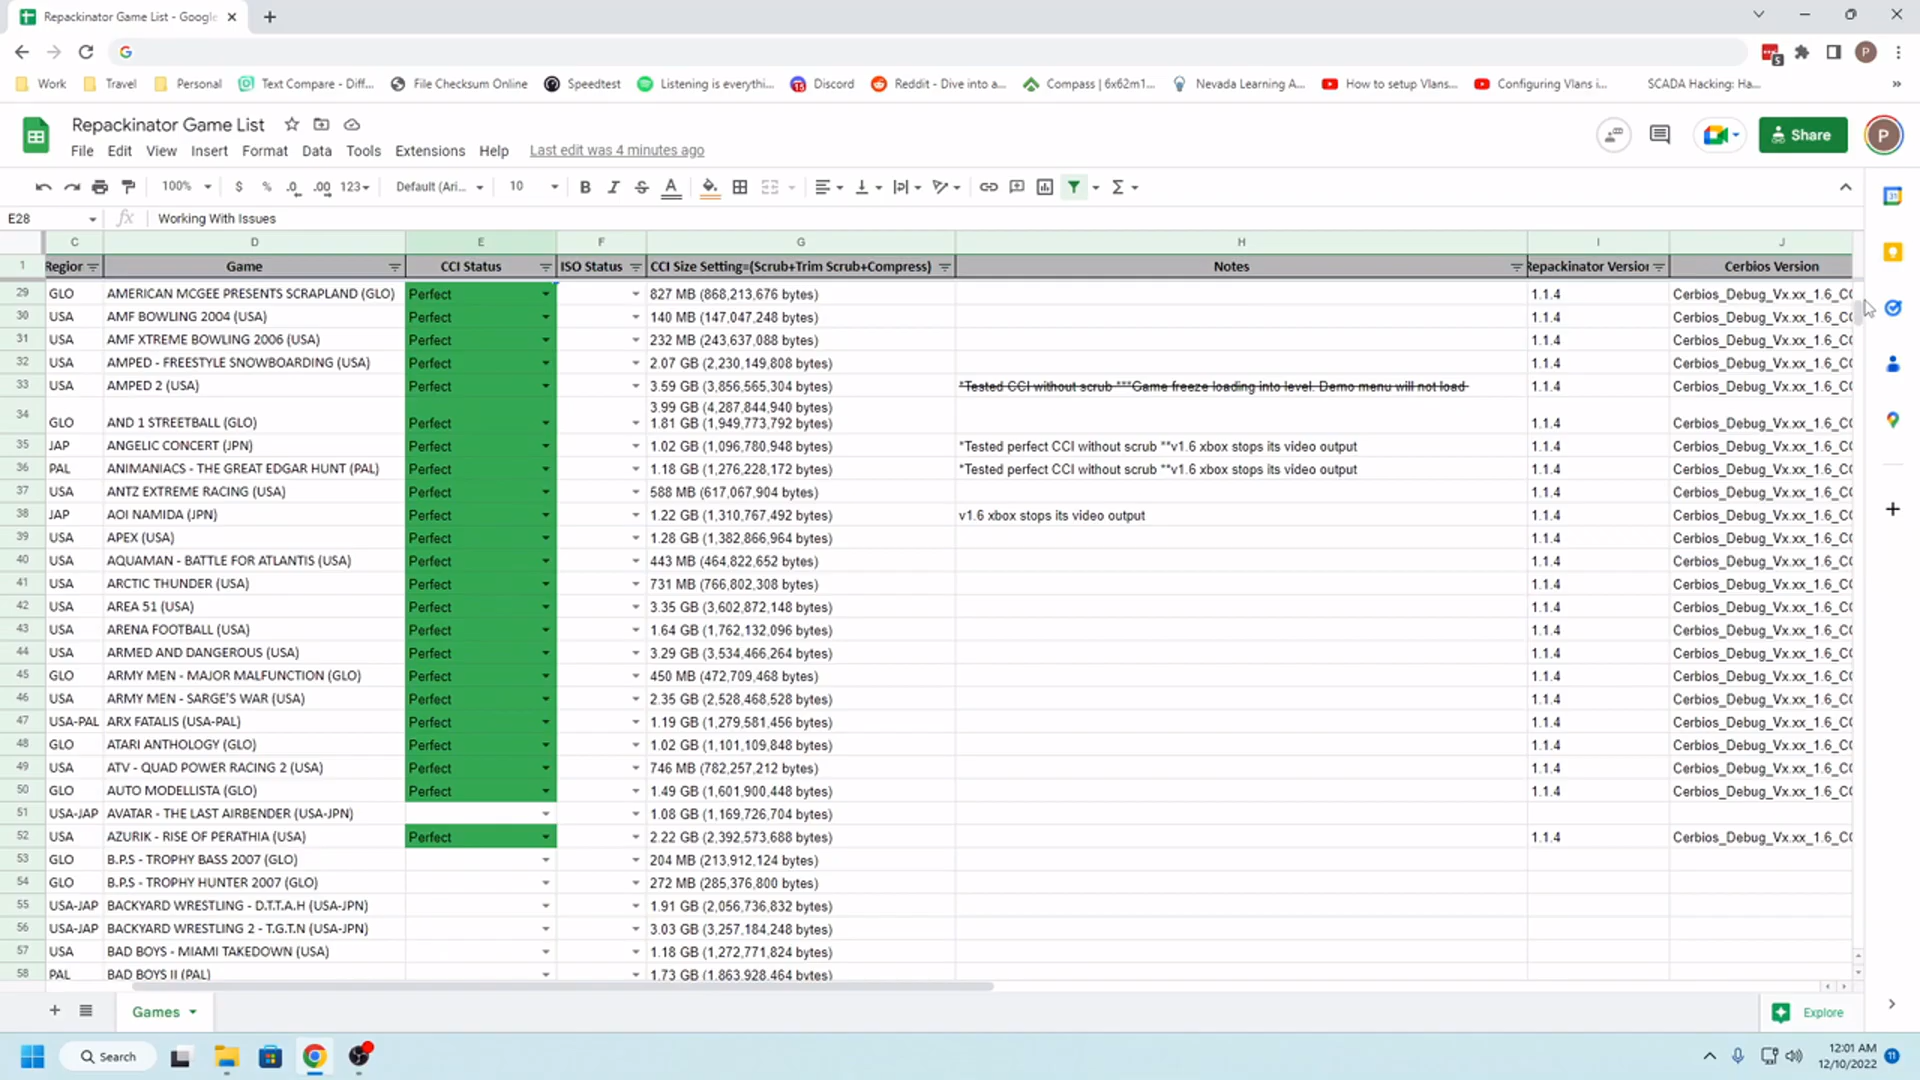 Repackinator Game List - Google
Work Travel Personal Text Compare - Diff... File Checksum Online Speedtest Listening is everythi... Discord Reddit - Dive into a... Compass | 6x62m1... Nevada Learning A... How to setup Vlans... Configuring Vlans i... SCADA Hacking: Ha... »
Repackinator Game List
File Edit View Insert Format Data Tools Extensions Help Last edit was 4 minutes ago
Share P
100% $ % .0 .00 123 Default (Ari... 10 B I S A
E28 fx Working With Issues
C D E F G H I J
1 Region Game CCI Status ISO Status CCI Size Setting=(Scrub+Trim Scrub+Compress) Notes Repackinator Version Cerbios Version
29 GLO AMERICAN MCGEE PRESENTS SCRAPLAND (GLO) Perfect 827 MB (868,213,676 bytes) 1.1.4 Cerbios_Debug_Vx.xx_1.6_CC
30 USA AMF BOWLING 2004 (USA) Perfect 140 MB (147,047,248 bytes) 1.1.4 Cerbios_Debug_Vx.xx_1.6_CC
31 USA AMF XTREME BOWLING 2006 (USA) Perfect 232 MB (243,637,088 bytes) 1.1.4 Cerbios_Debug_Vx.xx_1.6_CC
32 USA AMPED - FREESTYLE SNOWBOARDING (USA) Perfect 2.07 GB (2,230,149,808 bytes) 1.1.4 Cerbios_Debug_Vx.xx_1.6_CC
33 USA AMPED 2 (USA) Perfect 3.59 GB (3,856,565,304 bytes) *Tested CCI without scrub ***Game freeze loading into level. Demo menu will not load 1.1.4 Cerbios_Debug_Vx.xx_1.6_CC
3.99 GB (4,287,844,940 bytes)
34 GLO AND 1 STREETBALL (GLO) Perfect 1.81 GB (1,949,773,792 bytes) 1.1.4 Cerbios_Debug_Vx.xx_1.6_CC
35 JAP ANGELIC CONCERT (JPN) Perfect 1.02 GB (1,096,780,948 bytes) *Tested perfect CCI without scrub **v1.6 xbox stops its video output 1.1.4 Cerbios_Debug_Vx.xx_1.6_CC
36 PAL ANIMANIACS - THE GREAT EDGAR HUNT (PAL) Perfect 1.18 GB (1,276,228,172 bytes) *Tested perfect CCI without scrub **v1.6 xbox stops its video output 1.1.4 Cerbios_Debug_Vx.xx_1.6_CC
37 USA ANTZ EXTREME RACING (USA) Perfect 588 MB (617,067,904 bytes) 1.1.4 Cerbios_Debug_Vx.xx_1.6_CC
38 JAP AOI NAMIDA (JPN) Perfect 1.22 GB (1,310,767,492 bytes) v1.6 xbox stops its video output 1.1.4 Cerbios_Debug_Vx.xx_1.6_CC
39 USA APEX (USA) Perfect 1.28 GB (1,382,866,964 bytes) 1.1.4 Cerbios_Debug_Vx.xx_1.6_CC
40 USA AQUAMAN - BATTLE FOR ATLANTIS (USA) Perfect 443 MB (464,822,652 bytes) 1.1.4 Cerbios_Debug_Vx.xx_1.6_CC
41 USA ARCTIC THUNDER (USA) Perfect 731 MB (766,802,308 bytes) 1.1.4 Cerbios_Debug_Vx.xx_1.6_CC
42 USA AREA 51 (USA) Perfect 3.35 GB (3,602,872,148 bytes) 1.1.4 Cerbios_Debug_Vx.xx_1.6_CC
43 USA ARENA FOOTBALL (USA) Perfect 1.64 GB (1,762,132,096 bytes) 1.1.4 Cerbios_Debug_Vx.xx_1.6_CC
44 USA ARMED AND DANGEROUS (USA) Perfect 3.29 GB (3,534,466,264 bytes) 1.1.4 Cerbios_Debug_Vx.xx_1.6_CC
45 GLO ARMY MEN - MAJOR MALFUNCTION (GLO) Perfect 450 MB (472,709,468 bytes) 1.1.4 Cerbios_Debug_Vx.xx_1.6_CC
46 USA ARMY MEN - SARGE'S WAR (USA) Perfect 2.35 GB (2,528,468,528 bytes) 1.1.4 Cerbios_Debug_Vx.xx_1.6_CC
47 USA-PAL ARX FATALIS (USA-PAL) Perfect 1.19 GB (1,279,581,456 bytes) 1.1.4 Cerbios_Debug_Vx.xx_1.6_CC
48 GLO ATARI ANTHOLOGY (GLO) Perfect 1.02 GB (1,101,109,848 bytes) 1.1.4 Cerbios_Debug_Vx.xx_1.6_CC
49 USA ATV - QUAD POWER RACING 2 (USA) Perfect 746 MB (782,257,212 bytes) 1.1.4 Cerbios_Debug_Vx.xx_1.6_CC
50 GLO AUTO MODELLISTA (GLO) Perfect 1.49 GB (1,601,900,448 bytes) 1.1.4 Cerbios_Debug_Vx.xx_1.6_CC
51 USA-JAP AVATAR - THE LAST AIRBENDER (USA-JPN) 1.08 GB (1,169,726,704 bytes)
52 USA AZURIK - RISE OF PERATHIA (USA) Perfect 2.22 GB (2,392,573,688 bytes) 1.1.4 Cerbios_Debug_Vx.xx_1.6_CC
53 GLO B.P.S - TROPHY BASS 2007 (GLO) 204 MB (213,912,124 bytes)
54 GLO B.P.S - TROPHY HUNTER 2007 (GLO) 272 MB (285,376,800 bytes)
55 USA-JAP BACKYARD WRESTLING - D.T.T.A.H (USA-JPN) 1.91 GB (2,056,736,832 bytes)
56 USA-JAP BACKYARD WRESTLING 2 - T.G.T.N (USA-JPN) 3.03 GB (3,257,184,248 bytes)
57 USA BAD BOYS - MIAMI TAKEDOWN (USA) 1.18 GB (1,272,771,824 bytes)
58 PAL BAD BOYS II (PAL) 1.73 GB (1,863,928,464 bytes)
Games Explore
Search 12:01 AM
12/10/2022 11